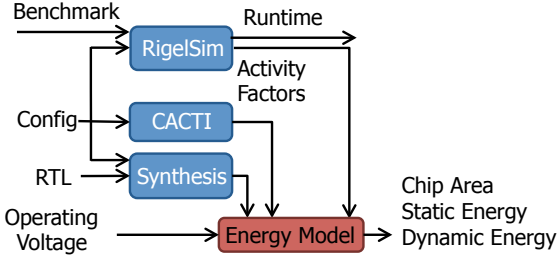 Benchmark
Runtime
RigelSim
Activity
Factors
Config
CACTI
RTL
Synthesis
Chip Area
Static Energy
Dynamic Energy
Operating
Voltage
Energy Model